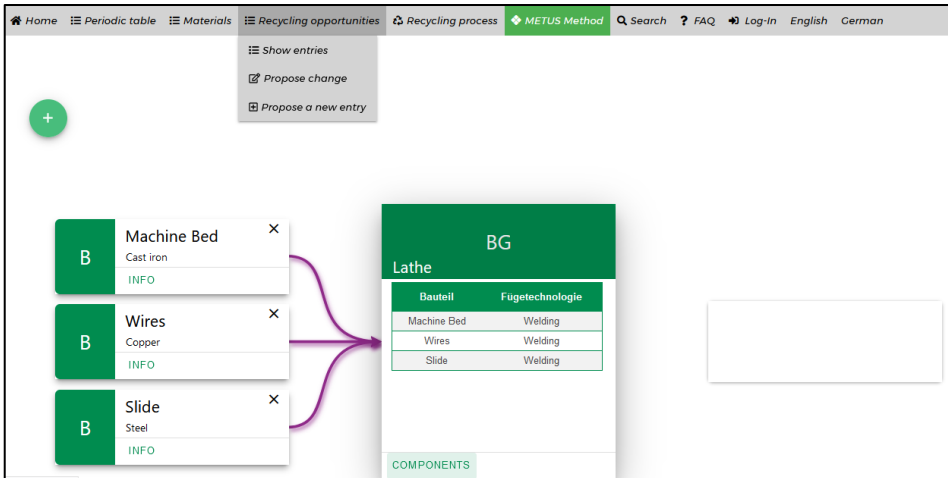 Home Periodic table Materials Recycling opportunities Recycling process METUS Method Search ? FAQ Log-In English German
Show entries
Propose change
Propose a new entry
+
B
Machine Bed
Cast iron
INFO
B
Wires
Copper
INFO
B
Slide
Steel
INFO
BG
Lathe
Bauteil Fügetechnologie
Machine Bed Welding
Wires Welding
Slide Welding
COMPONENTS